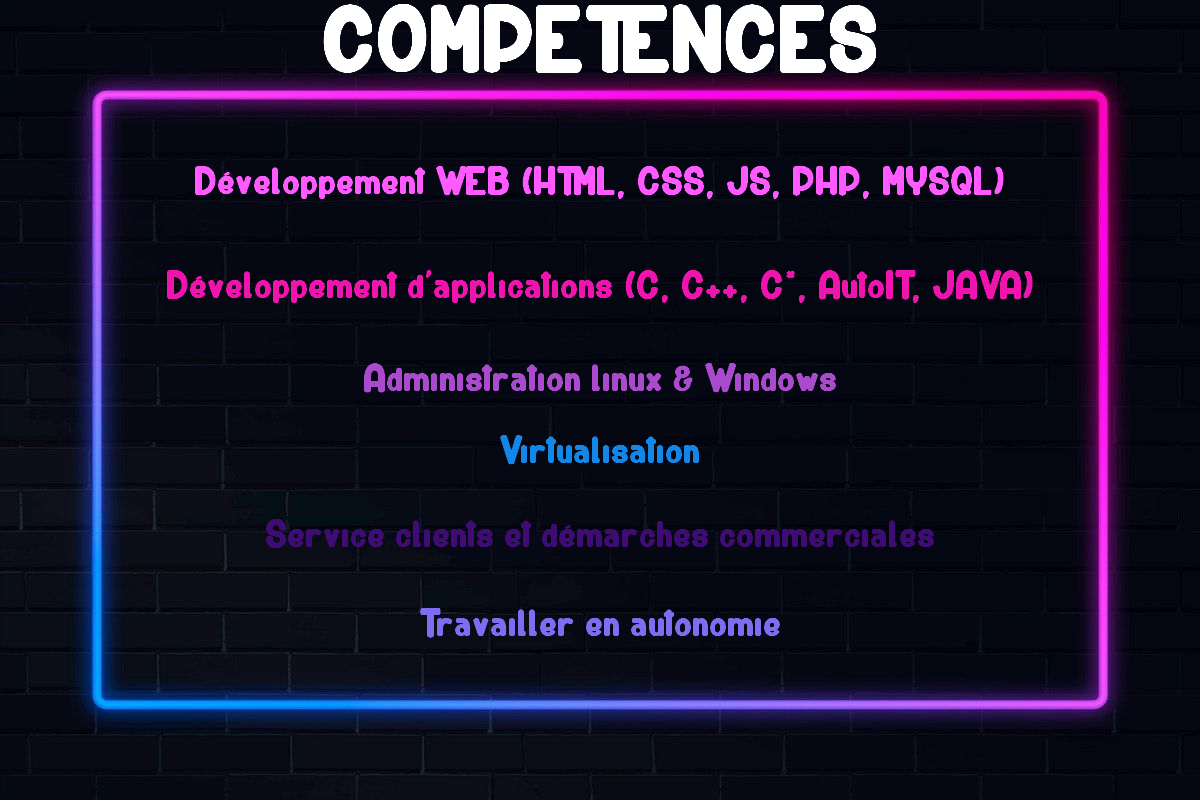 COMPETENCES
Développement WEB (HTML, CSS, JS, PHP, MYSQL)
Développement d'applications (C, C++, C*, AutoIT, JAVA)
Administration linux & Windows
Virtualisation
Service clients et démarches commerciales
Travailler en autonomie